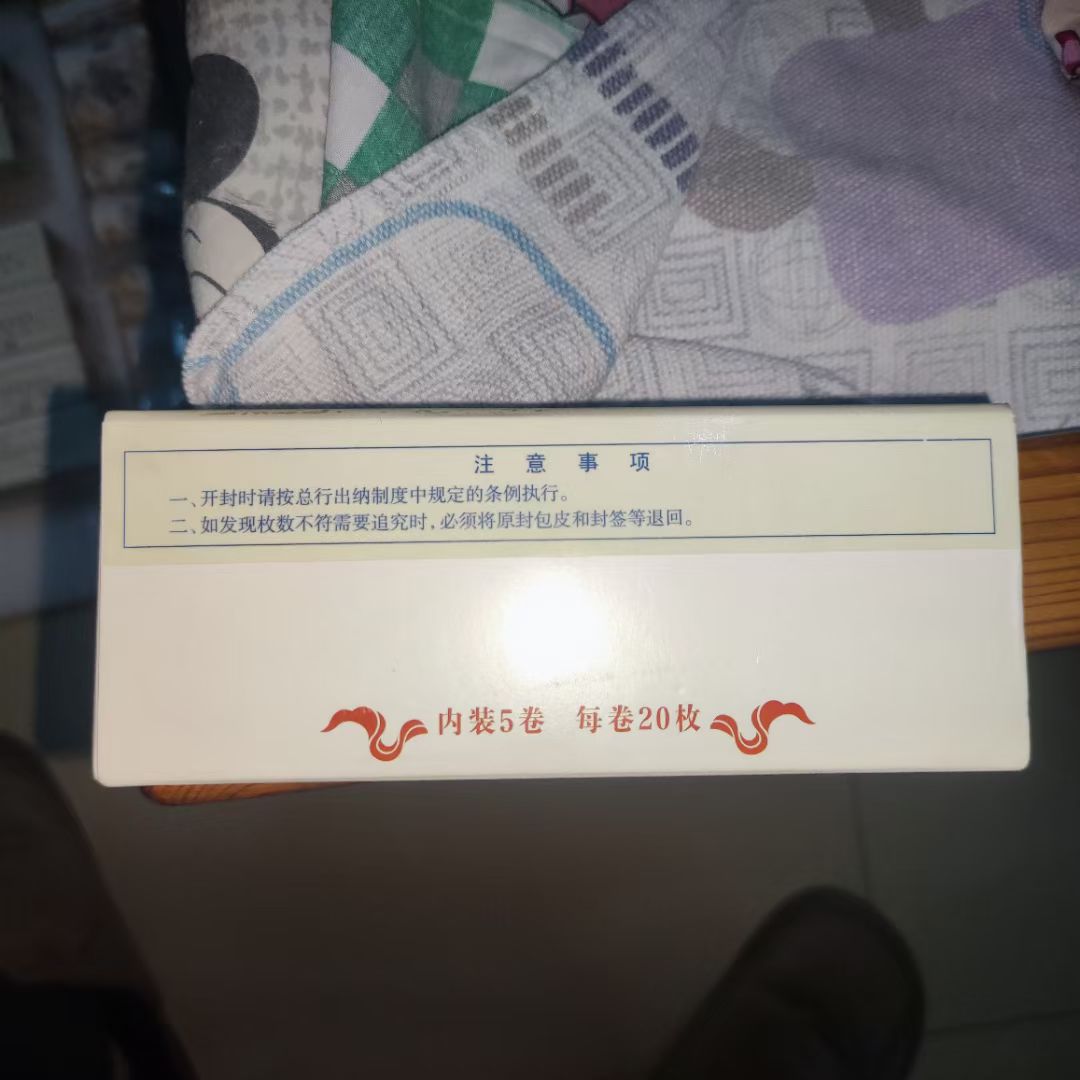 注意事项
一、开封时请按总行出纳制度中规定的条例执行。
二、如发现枚数不符需要追究时,必须将原封包皮和封签等退回。
内装5卷 每卷20枚